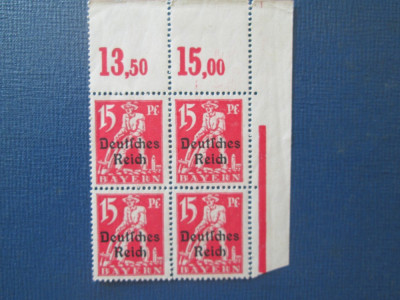 13,50 15,00
15 Pf. 15 Pf.
Deutsches Deutsches
Reich Reich
BAYERN BAYERN
15 Pf. 15 Pf.
Deutsches Deutsches
Reich Reich
BAYERN BAYERN